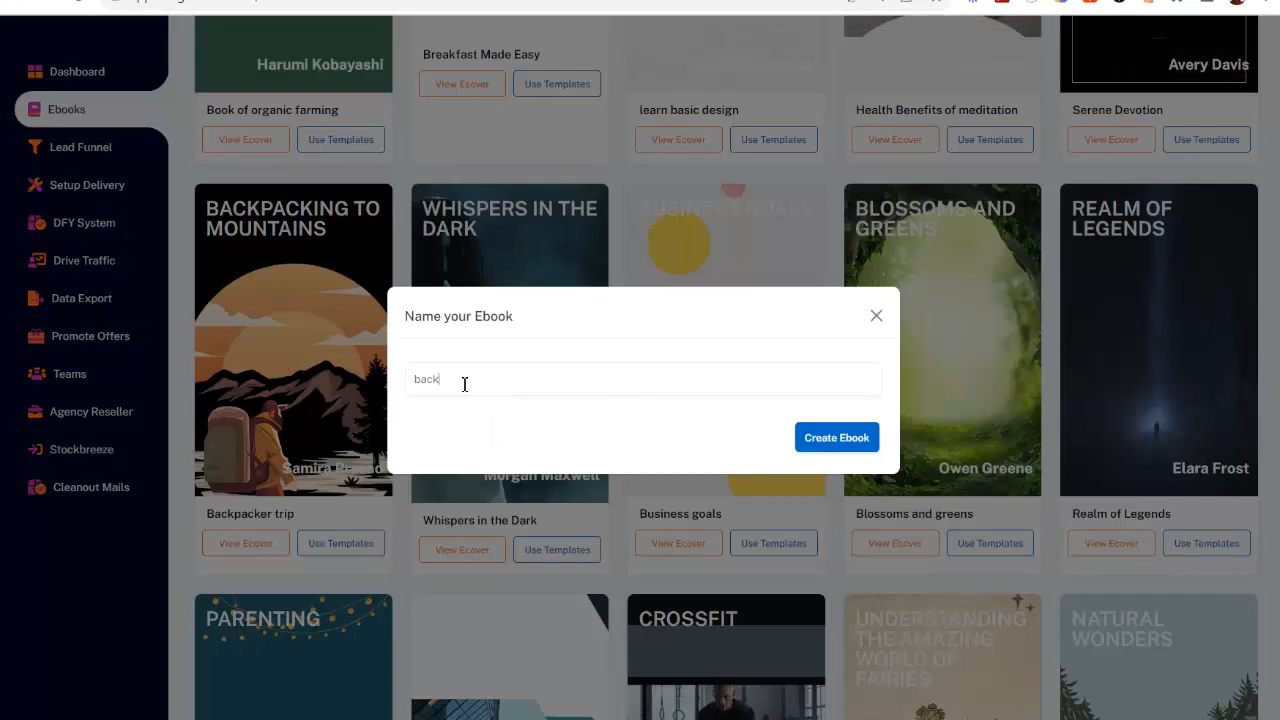 Dashboard
Ebooks
Lead Funnel
Setup Delivery
DFY System
Drive Traffic
Data Export
Promote Offers
Teams
Agency Reseller
Stockbreeze
Cleanout Mails
Harumi Kobayashi
Book of organic farming
View Ecover
Use Templates
Breakfast Made Easy
View Ecover
Use Templates
learn basic design
View Ecover
Use Templates
Health Benefits of meditation
View Ecover
Use Templates
Avery Davis
Serene Devotion
View Ecover
Use Templates
BACKPACKING TO
MOUNTAINS
Backpacker trip
View Ecover
Use Templates
WHISPERS IN THE
DARK
Morgan Maxwell
Whispers in the Dark
View Ecover
Use Templates
BUSINESS GOALS
Business goals
View Ecover
Use Templates
BLOSSOMS AND
GREENS
Owen Greene
Blossoms and greens
View Ecover
Use Templates
REALM OF
LEGENDS
Elara Frost
Realm of Legends
View Ecover
Use Templates
Name your Ebook
back
Create Ebook
PARENTING
CROSSFIT
UNDERSTANDING
THE AMAZING
WORLD OF
FAIRIES
NATURAL
WONDERS